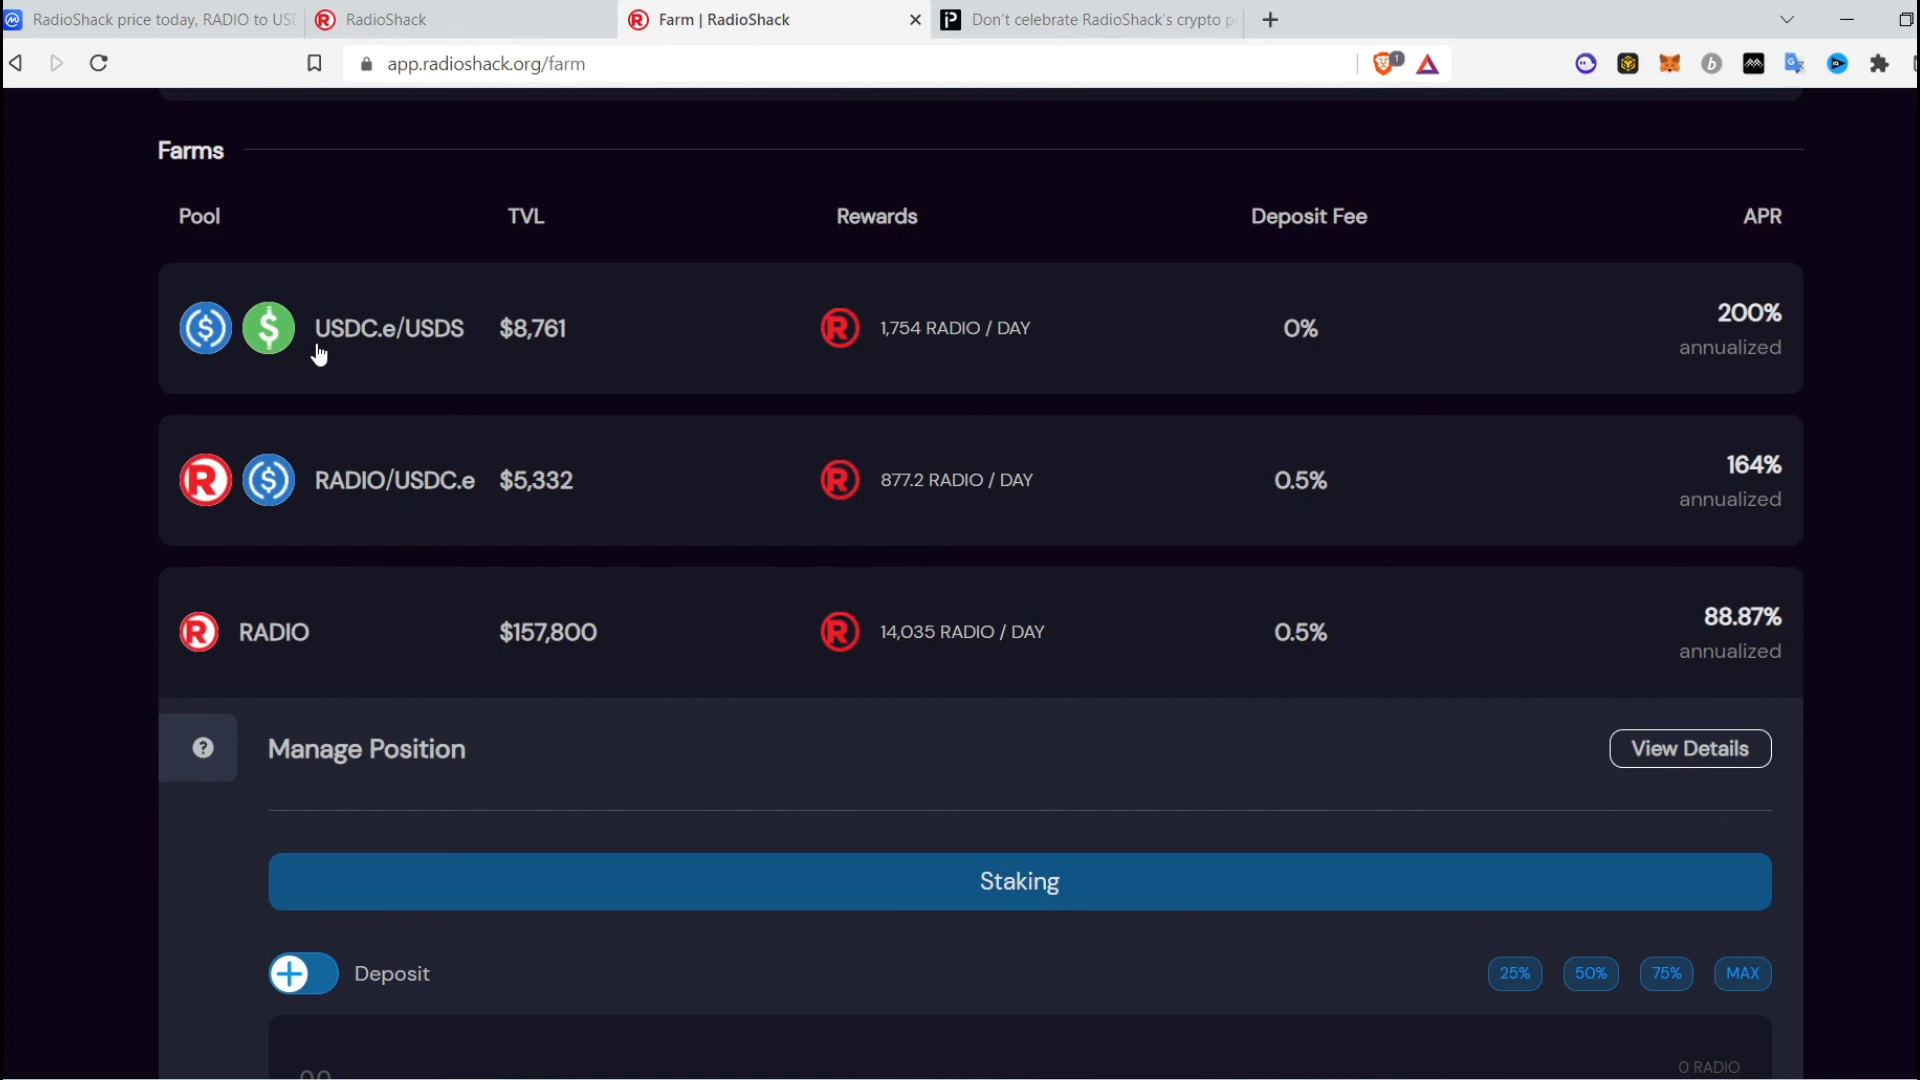 RadioShack price today, RADIO to USD
RadioShack
Farm | RadioShack
Don't celebrate RadioShack's crypto p
app.radioshack.org/farm
1
Farms
Pool
TVL
Rewards
Deposit Fee
APR
USDC.e/USDS
$8,761
1,754 RADIO / DAY
0%
200%
annualized
RADIO/USDC.e
$5,332
877.2 RADIO / DAY
0.5%
164%
annualized
RADIO
$157,800
14,035 RADIO / DAY
0.5%
88.87%
annualized
Manage Position
View Details
Staking
Deposit
25%
50%
75%
MAX
0 RADIO